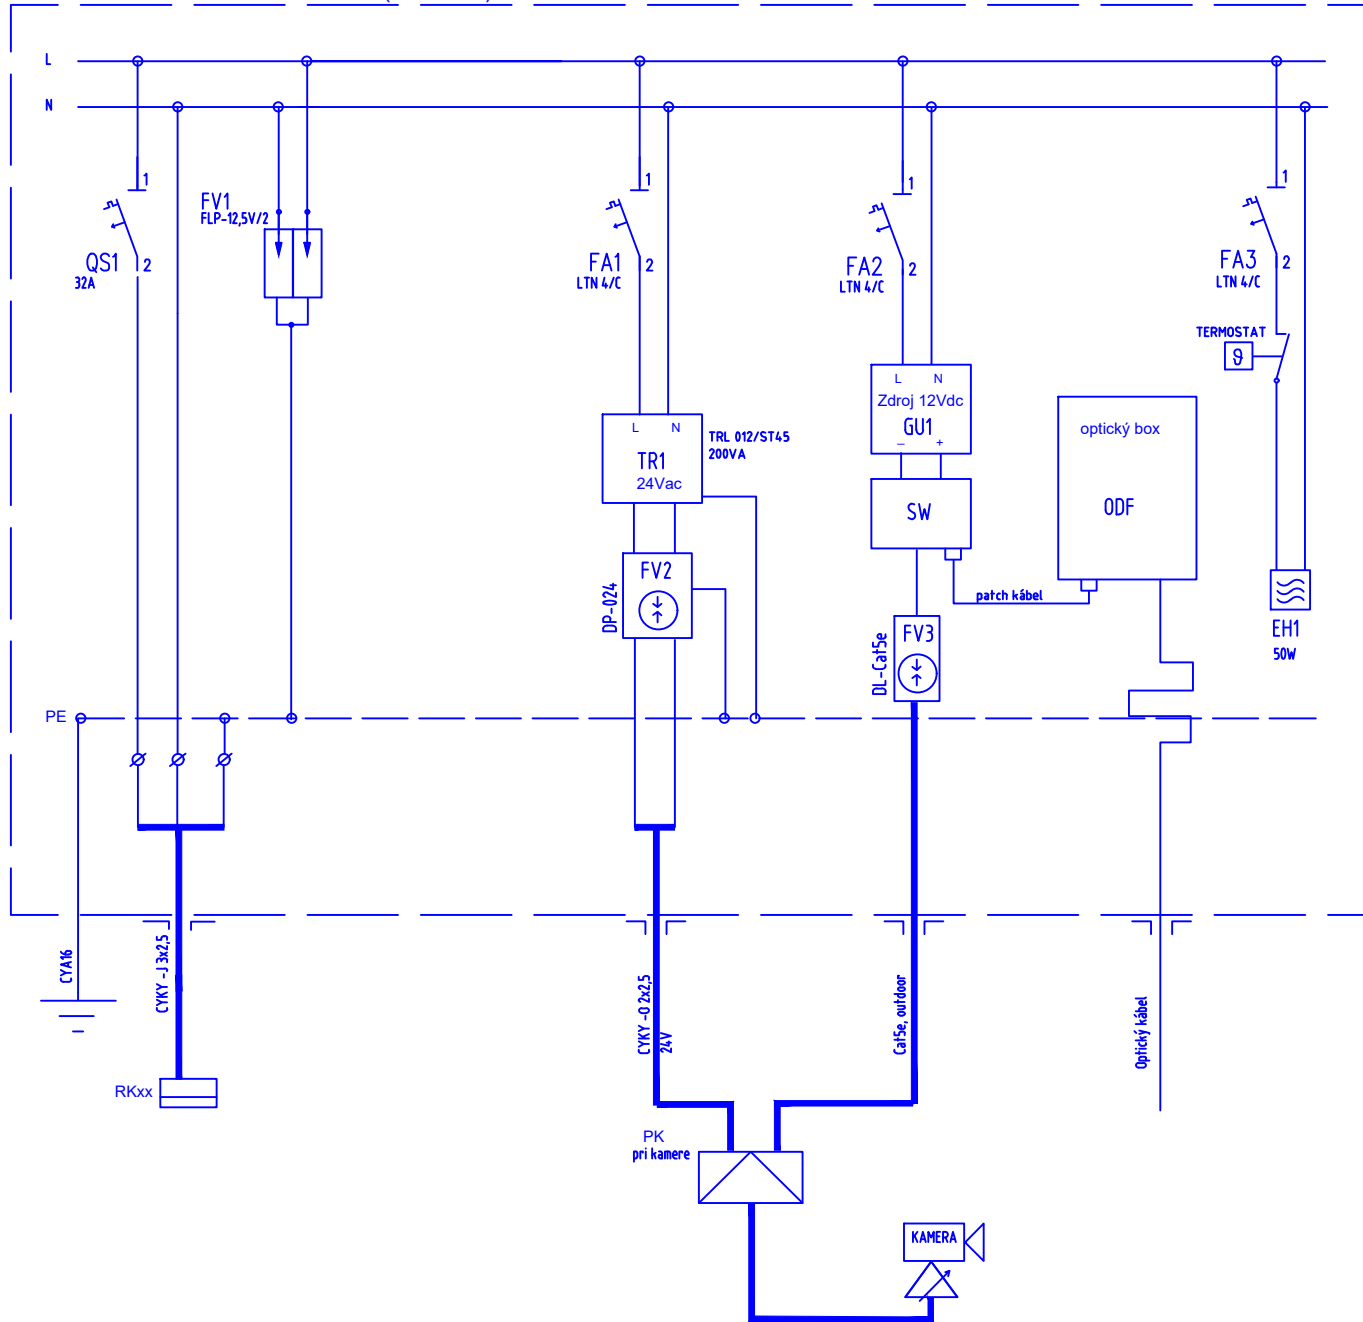 L
N
1
QS1
2
32A
FV1
FLP-12,5V/2
1
FA1
2
LTN 4/C
1
FA2
2
LTN 4/C
1
FA3
2
LTN 4/C
TERMOSTAT
ϑ
L N
TR1
24Vac
TRL 012/ST45
200VA
L N
Zdroj 12Vdc
GU1
– +
SW
optický box
ODF
patch kábel
FV2
DP-024
FV3
DL-Cat5e
EH1
50W
PE
CYA16
CYKY -J 3x2,5
CYKY -O 2x2,5
24V
Cat5e, outdoor
Optický kábel
RKxx
PK
pri kamere
KAMERA